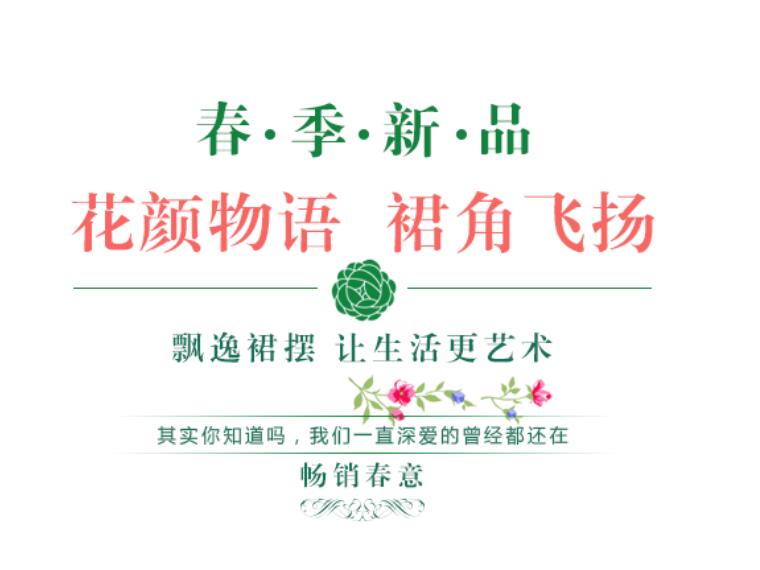 春·季·新·品
花颜物语 裙角飞扬
飘逸裙摆 让生活更艺术
其实你知道吗，我们一直深爱的曾经都还在
畅销春意